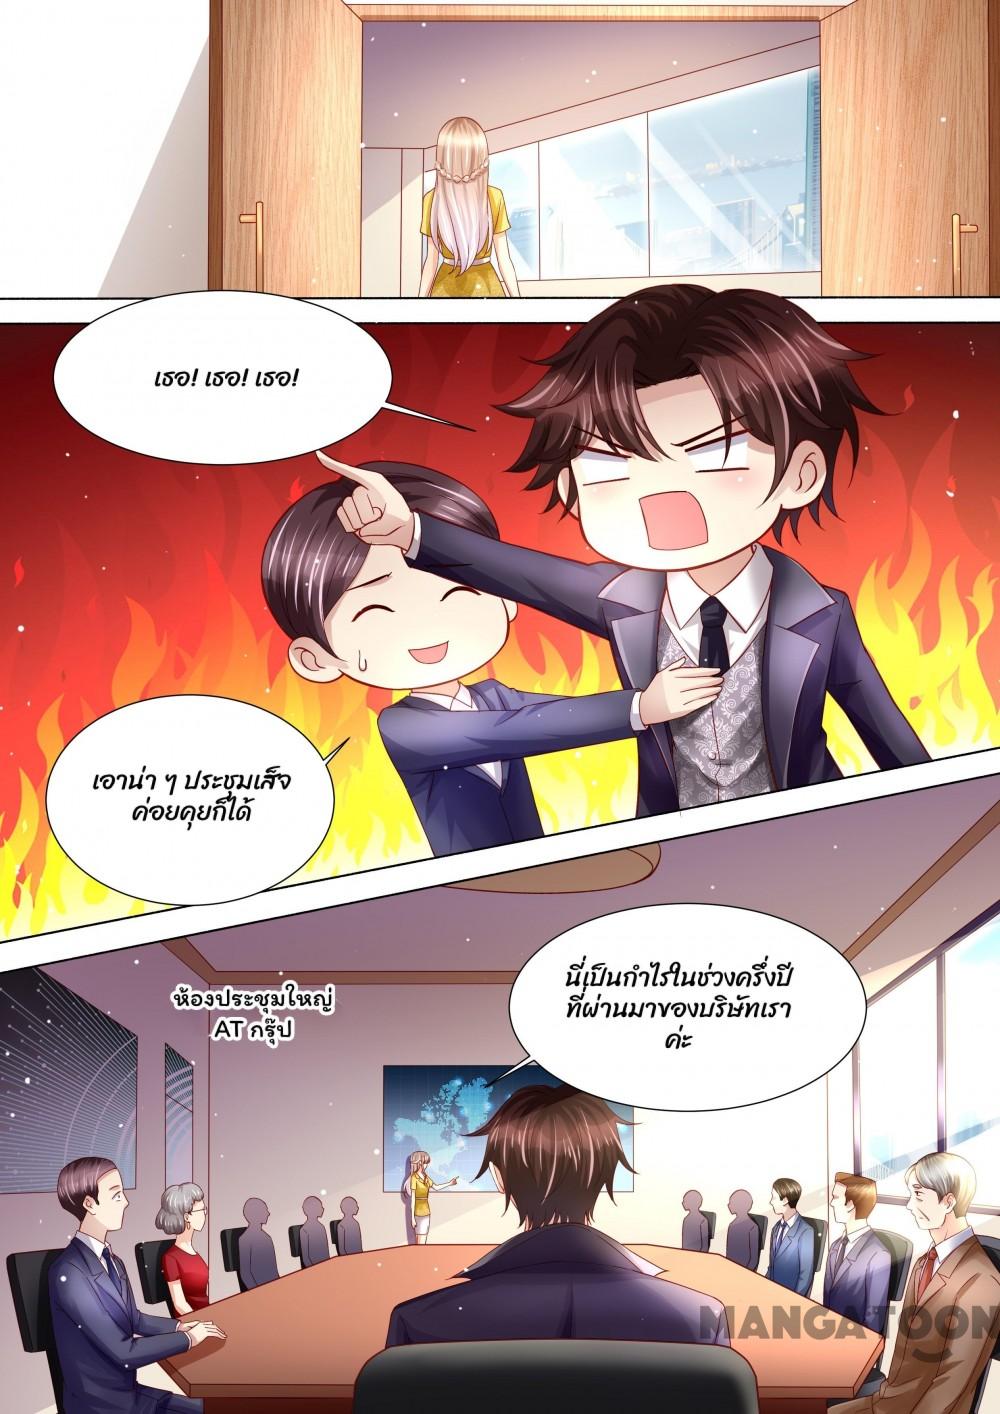 เธอ! เธอ! เธอ!
เอาน่า ๆ ประชุมเสร็จ
ค่อยคุยก็ได้
ห้องประชุมใหญ่
AT กรุ๊ป
นี่เป็นกำไรในช่วงครึ่งปี
ที่ผ่านมาของบริษัทเรา
ค่ะ
MANGATOON